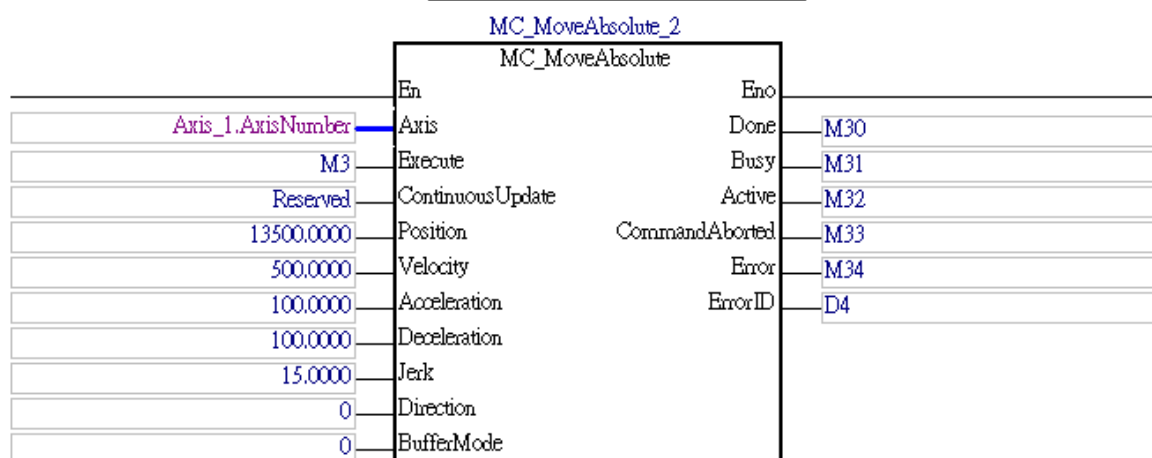 MC_MoveAbsolute_2
MC_MoveAbsolute
En Eno
Axis_1.AxisNumber Axis Done M30
M3 Execute Busy M31
Reserved ContinuousUpdate Active M32
13500.0000 Position CommandAborted M33
500.0000 Velocity Error M34
100.0000 Acceleration ErrorID D4
100.0000 Deceleration
15.0000 Jerk
0 Direction
0 BufferMode